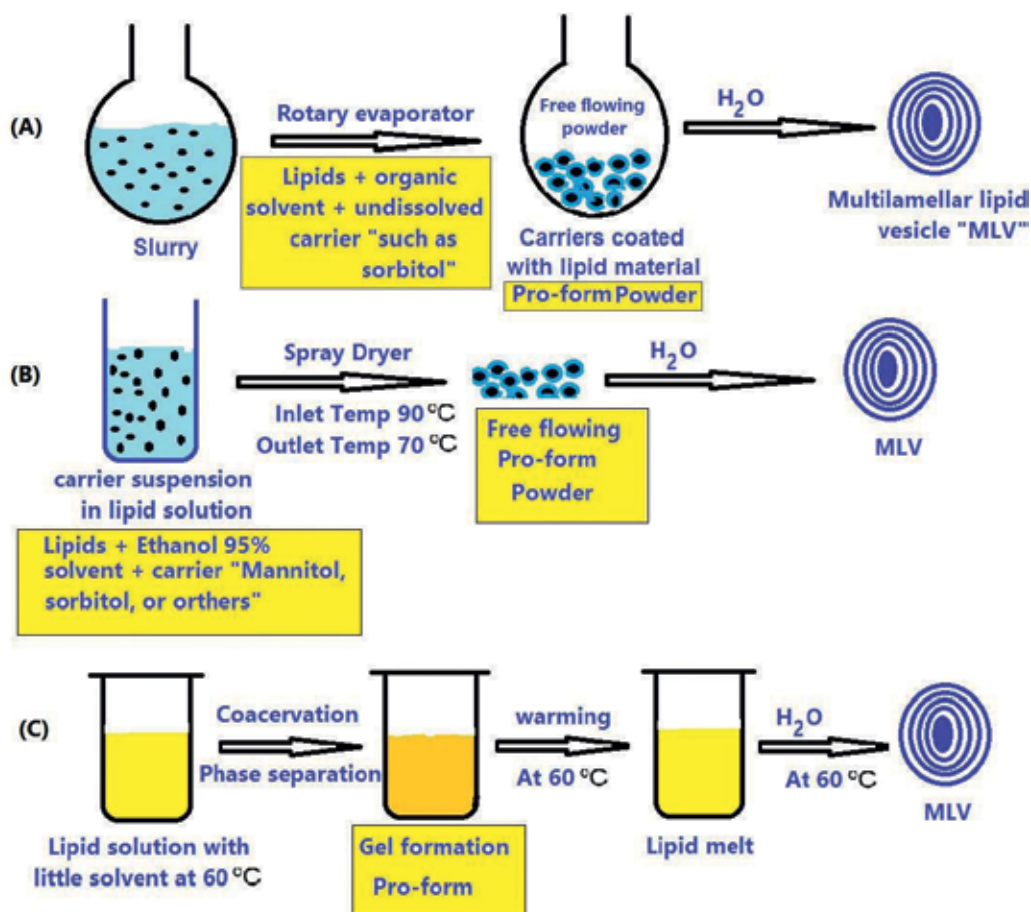 (A)
Slurry
Rotary evaporator
Lipids + organic
solvent + undissolved
carrier "such as
sorbitol"
Free flowing
powder
Carriers coated
with lipid material
Pro-form Powder
H2O
Multilamellar lipid
vesicle "MLV"
(B)
carrier suspension
in lipid solution
Lipids + Ethanol 95%
solvent + carrier "Mannitol,
sorbitol, or orthers"
Spray Dryer
Inlet Temp 90 °C
Outlet Temp 70 °C
Free flowing
Pro-form
Powder
H2O
MLV
(C)
Lipid solution with
little solvent at 60 °C
Coacervation
Phase separation
Gel formation
Pro-form
warming
At 60 °C
Lipid melt
H2O
At 60 °C
MLV